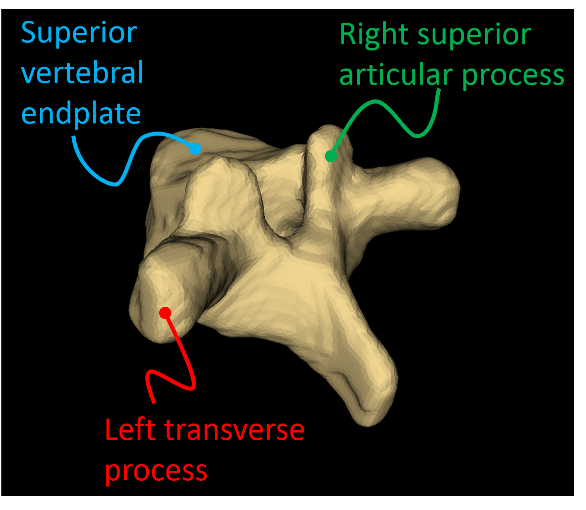 Superior
vertebral
endplate
Right superior
articular process
Left transverse
process